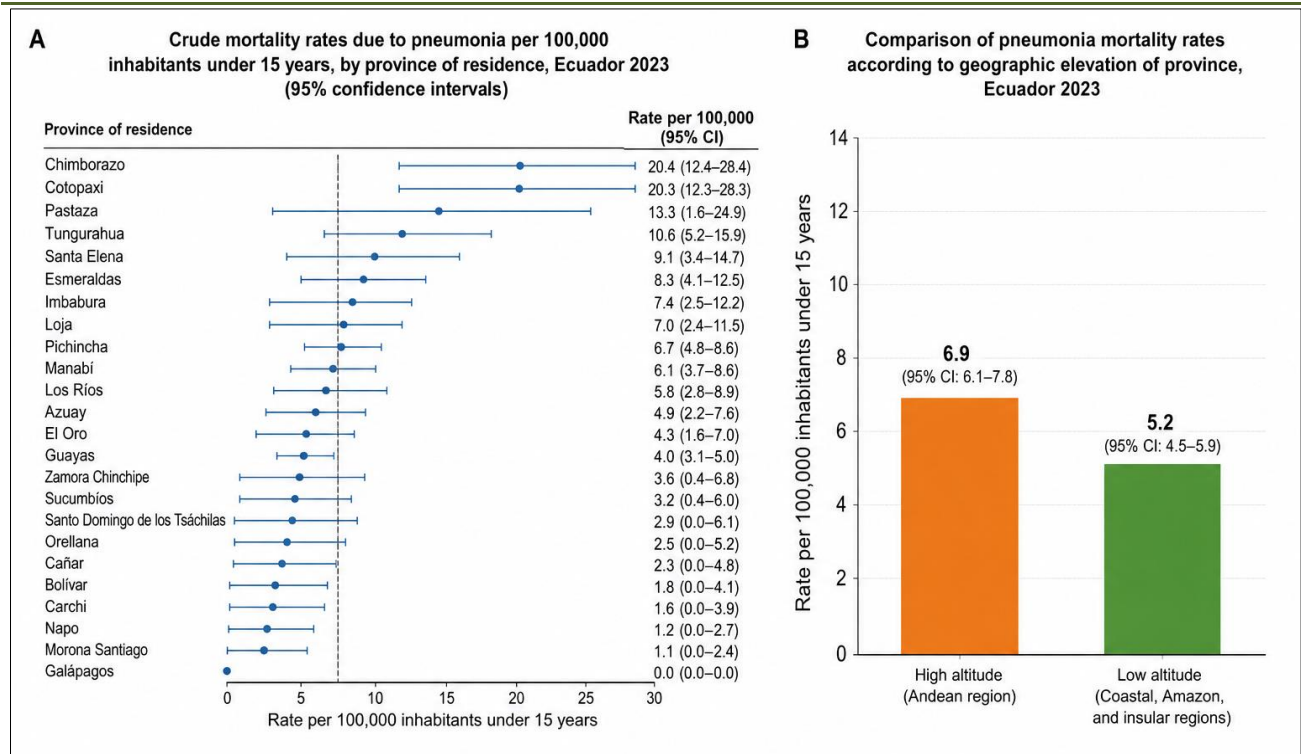 A
Crude mortality rates due to pneumonia per 100,000
inhabitants under 15 years, by province of residence, Ecuador 2023
(95% confidence intervals)
Province of residence
Rate per 100,000
(95% CI)
Chimborazo 20.4 (12.4–28.4)
Cotopaxi 20.3 (12.3–28.3)
Pastaza 13.3 (1.6–24.9)
Tungurahua 10.6 (5.2–15.9)
Santa Elena 9.1 (3.4–14.7)
Esmeraldas 8.3 (4.1–12.5)
Imbabura 7.4 (2.5–12.2)
Loja 7.0 (2.4–11.5)
Pichincha 6.7 (4.8–8.6)
Manabí 6.1 (3.7–8.6)
Los Ríos 5.8 (2.8–8.9)
Azuay 4.9 (2.2–7.6)
El Oro 4.3 (1.6–7.0)
Guayas 4.0 (3.1–5.0)
Zamora Chinchipe 3.6 (0.4–6.8)
Sucumbíos 3.2 (0.4–6.0)
Santo Domingo de los Tsáchilas 2.9 (0.0–6.1)
Orellana 2.5 (0.0–5.2)
Cañar 2.3 (0.0–4.8)
Bolívar 1.8 (0.0–4.1)
Carchi 1.6 (0.0–3.9)
Napo 1.2 (0.0–2.7)
Morona Santiago 1.1 (0.0–2.4)
Galápagos 0.0 (0.0–0.0)
0 5 10 15 20 25 30
Rate per 100,000 inhabitants under 15 years
B
Comparison of pneumonia mortality rates
according to geographic elevation of province,
Ecuador 2023
Rate per 100,000 inhabitants under 15 years
14
12
10
8
6
4
2
0
6.9
(95% CI: 6.1–7.8)
5.2
(95% CI: 4.5–5.9)
High altitude
(Andean region)
Low altitude
(Coastal, Amazon,
and insular regions)